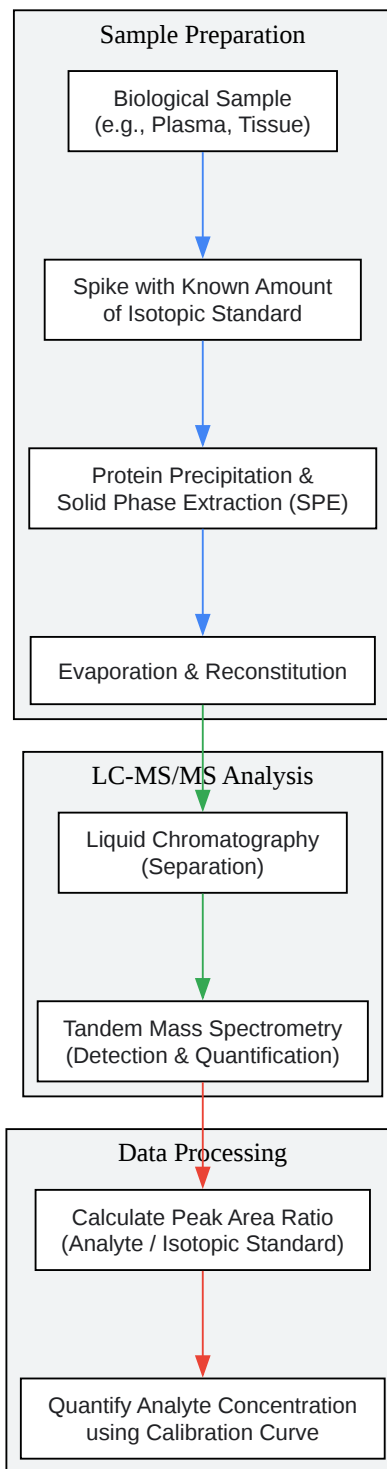 Sample Preparation
Biological Sample
(e.g., Plasma, Tissue)
Spike with Known Amount
of Isotopic Standard
Protein Precipitation &
Solid Phase Extraction (SPE)
Evaporation & Reconstitution
LC-MS/MS Analysis
Liquid Chromatography
(Separation)
Tandem Mass Spectrometry
(Detection & Quantification)
Data Processing
Calculate Peak Area Ratio
(Analyte / Isotopic Standard)
Quantify Analyte Concentration
using Calibration Curve